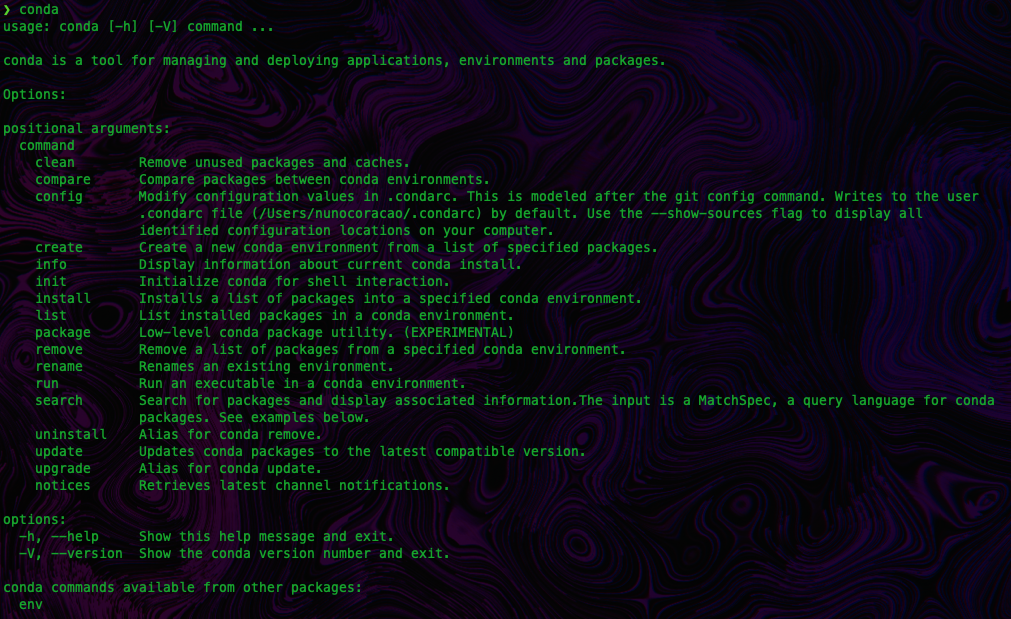 ❯ conda
usage: conda [-h] [-V] command ...

conda is a tool for managing and deploying applications, environments and packages.

Options:

positional arguments:
  command
    clean        Remove unused packages and caches.
    compare      Compare packages between conda environments.
    config       Modify configuration values in .condarc. This is modeled after the git config command. Writes to the user
                 .condarc file (/Users/nunocoracao/.condarc) by default. Use the --show-sources flag to display all
                 identified configuration locations on your computer.
    create       Create a new conda environment from a list of specified packages.
    info         Display information about current conda install.
    init         Initialize conda for shell interaction.
    install      Installs a list of packages into a specified conda environment.
    list         List installed packages in a conda environment.
    package      Low-level conda package utility. (EXPERIMENTAL)
    remove       Remove a list of packages from a specified conda environment.
    rename       Renames an existing environment.
    run          Run an executable in a conda environment.
    search       Search for packages and display associated information.The input is a MatchSpec, a query language for conda
                 packages. See examples below.
    uninstall    Alias for conda remove.
    update       Updates conda packages to the latest compatible version.
    upgrade      Alias for conda update.
    notices      Retrieves latest channel notifications.

options:
  -h, --help     Show this help message and exit.
  -V, --version  Show the conda version number and exit.

conda commands available from other packages:
  env